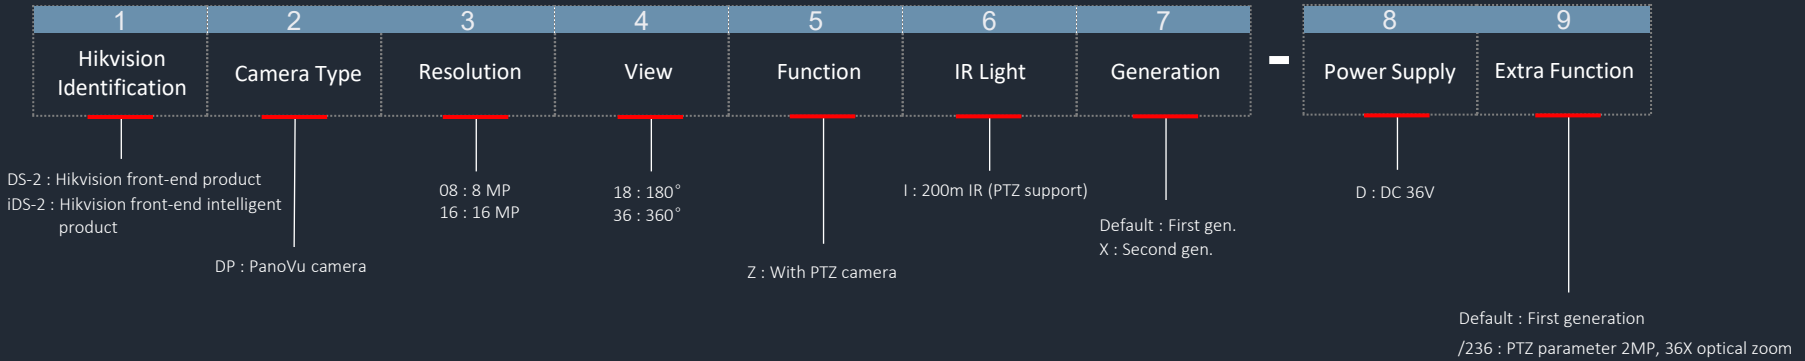 1 2 3 4 5 6 7 8 9
Hikvision
Identification
Camera Type
Resolution
View
Function
IR Light
Generation
-
Power Supply
Extra Function
DS-2 : Hikvision front-end product
iDS-2 : Hikvision front-end intelligent
product
DP : PanoVu camera
08 : 8 MP
16 : 16 MP
18 : 180°
36 : 360°
Z : With PTZ camera
I : 200m IR (PTZ support)
Default : First gen.
X : Second gen.
D : DC 36V
Default : First generation
/236 : PTZ parameter 2MP, 36X optical zoom